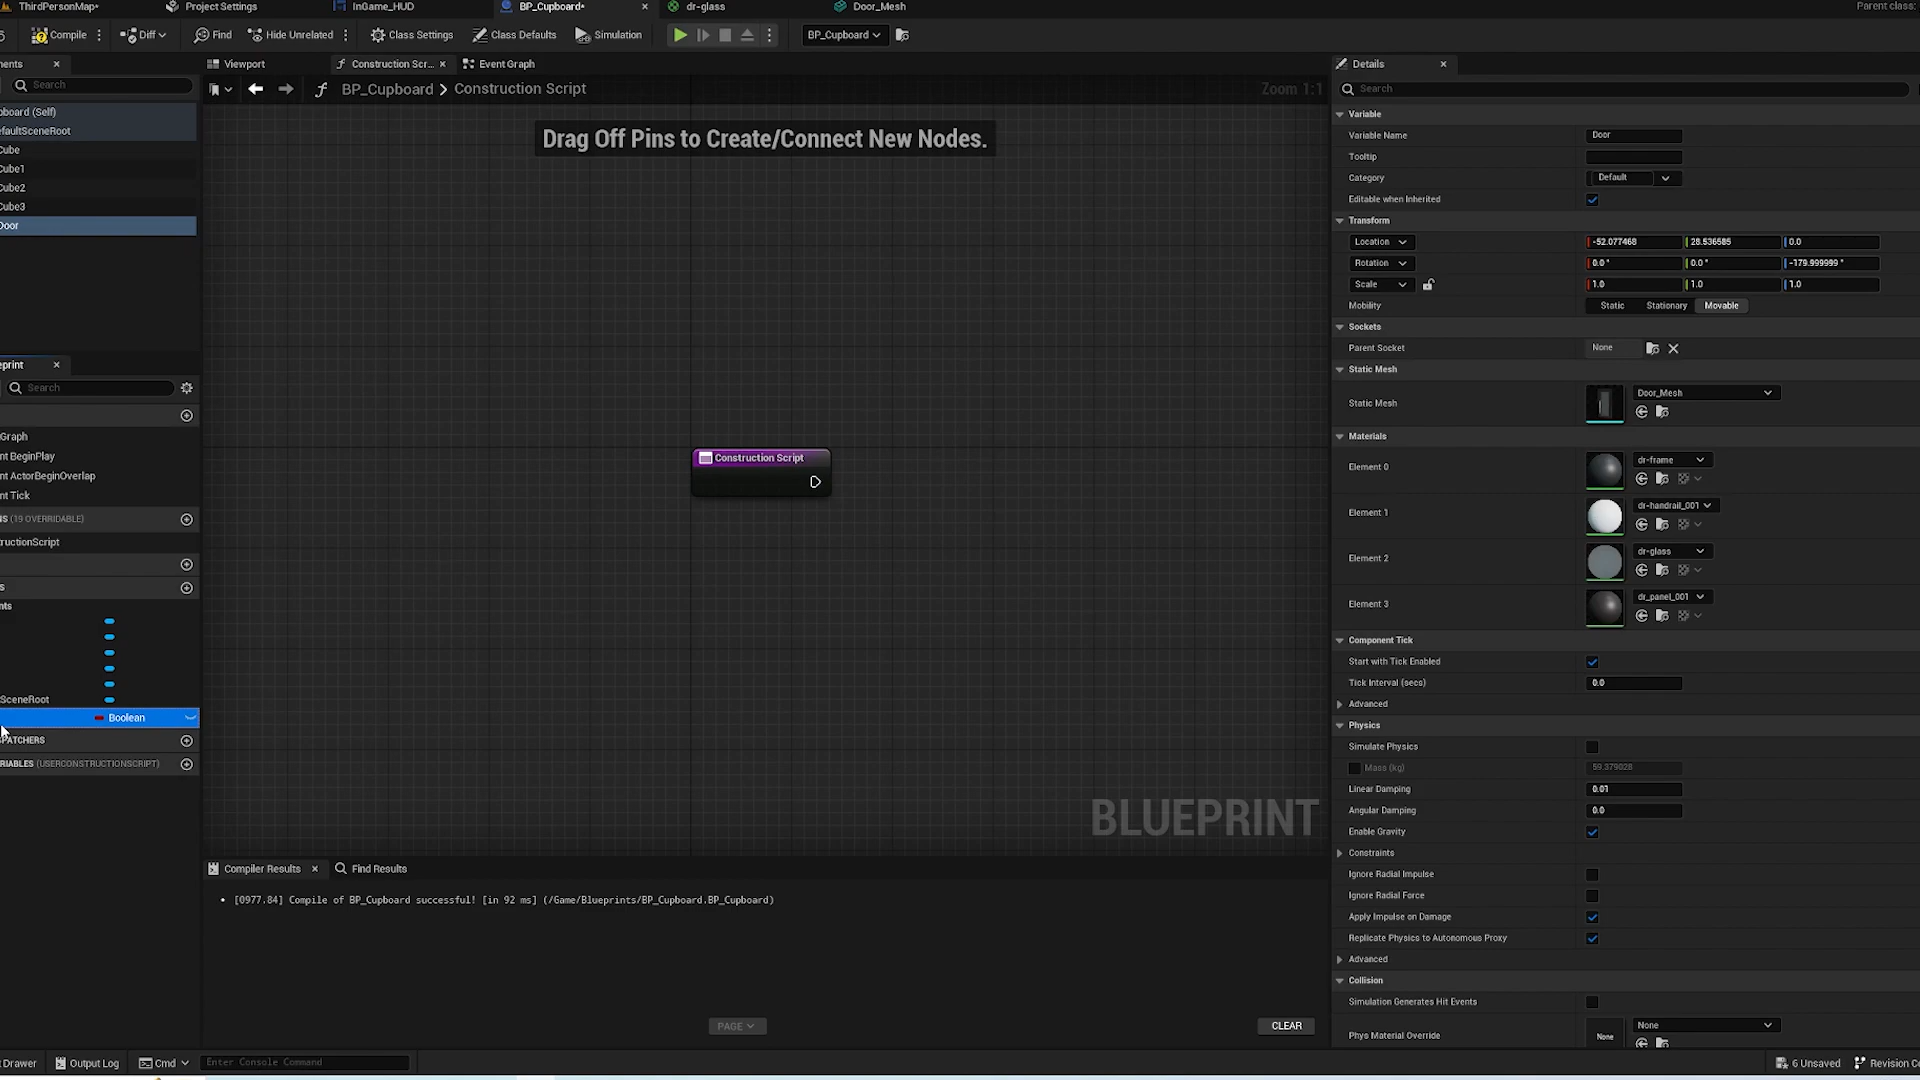 ThirdPersonMap*
Project Settings
InGame_HUD
BP_Cupboard*
dr-glass
Door_Mesh
Parent class:
Compile
Diff
Find
Hide Unrelated
Class Settings
Class Defaults
Simulation
BP_Cupboard
nents
Search
pboard (Self)
efaultSceneRoot
Cube
Cube1
Cube2
Cube3
Door
eprint
Search
Graph
nt BeginPlay
nt ActorBeginOverlap
nt Tick
NS (19 OVERRIDABLE)
ructionScript
S
nts
SceneRoot
Boolean
PATCHERS
RIABLES (USERCONSTRUCTIONSCRIPT)
Viewport
Construction Scr...
Event Graph
BP_Cupboard > Construction Script
Zoom 1:1
Drag Off Pins to Create/Connect New Nodes.
Construction Script
BLUEPRINT
Compiler Results
Find Results
[0977.84] Compile of BP_Cupboard successful! [in 92 ms] (/Game/Blueprints/BP_Cupboard.BP_Cupboard)
PAGE
CLEAR
Details
Search
Variable
Variable Name
Door
Tooltip
Category
Default
Editable when Inherited
Transform
Location
-52.077468
28.536585
0.0
Rotation
0.0 °
0.0 °
-179.999999 °
Scale
1.0
1.0
1.0
Mobility
Static
Stationary
Movable
Sockets
Parent Socket
None
Static Mesh
Static Mesh
Door_Mesh
Materials
Element 0
dr-frame
Element 1
dr-handrail_001
Element 2
dr-glass
Element 3
dr_panel_001
Component Tick
Start with Tick Enabled
Tick Interval (secs)
0.0
Advanced
Physics
Simulate Physics
Mass (kg)
59.379028
Linear Damping
0.01
Angular Damping
0.0
Enable Gravity
Constraints
Ignore Radial Impulse
Ignore Radial Force
Apply Impulse on Damage
Replicate Physics to Autonomous Proxy
Advanced
Collision
Simulation Generates Hit Events
Phys Material Override
None
None
t Drawer
Output Log
Cmd
Enter Console Command
6 Unsaved
Revision Co